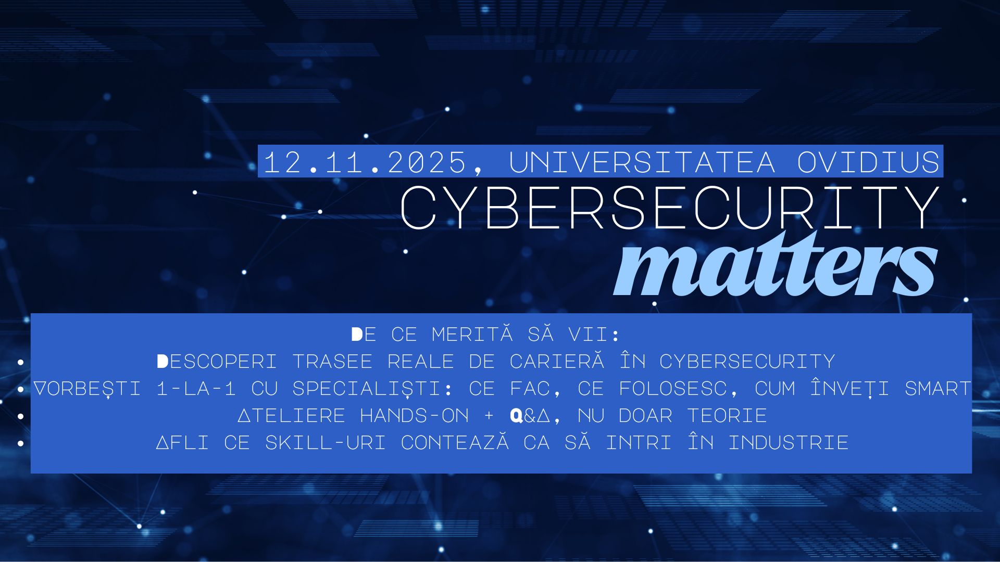 12.11.2025, UNIVERSITATEA OVIDIUS
CYBERSECURITY
matters
DE CE MERITĂ SĂ VII:
• DESCOPERI TRASEE REALE DE CARIERĂ ÎN CYBERSECURITY
• VORBEȘTI 1-LA-1 CU SPECIALIȘTI: CE FAC, CE FOLOSESC, CUM ÎNVEȚI SMART
• ATELIERE HANDS-ON + Q&A, NU DOAR TEORIE
• AFLI CE SKILL-URI CONTEAZĂ CA SĂ INTRI ÎN INDUSTRIE